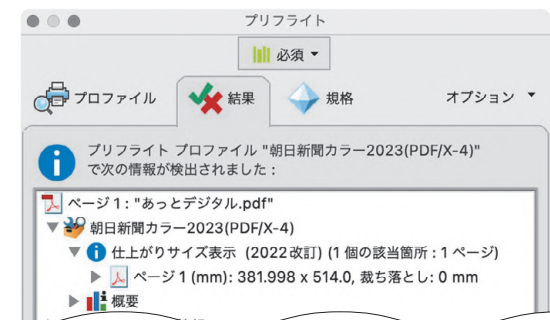 プリフライト
必須
プロファイル 結果 規格 オプション
プリフライト プロファイル "朝日新聞カラー2023(PDF/X-4)"
で次の情報が検出されました：
ページ 1："あっとデジタル.pdf"
朝日新聞カラー2023(PDF/X-4)
仕上がりサイズ表示（2022改訂）(1 個の該当箇所：1 ページ)
ページ 1 (mm): 381.998 x 514.0, 裁ち落とし: 0 mm
概要